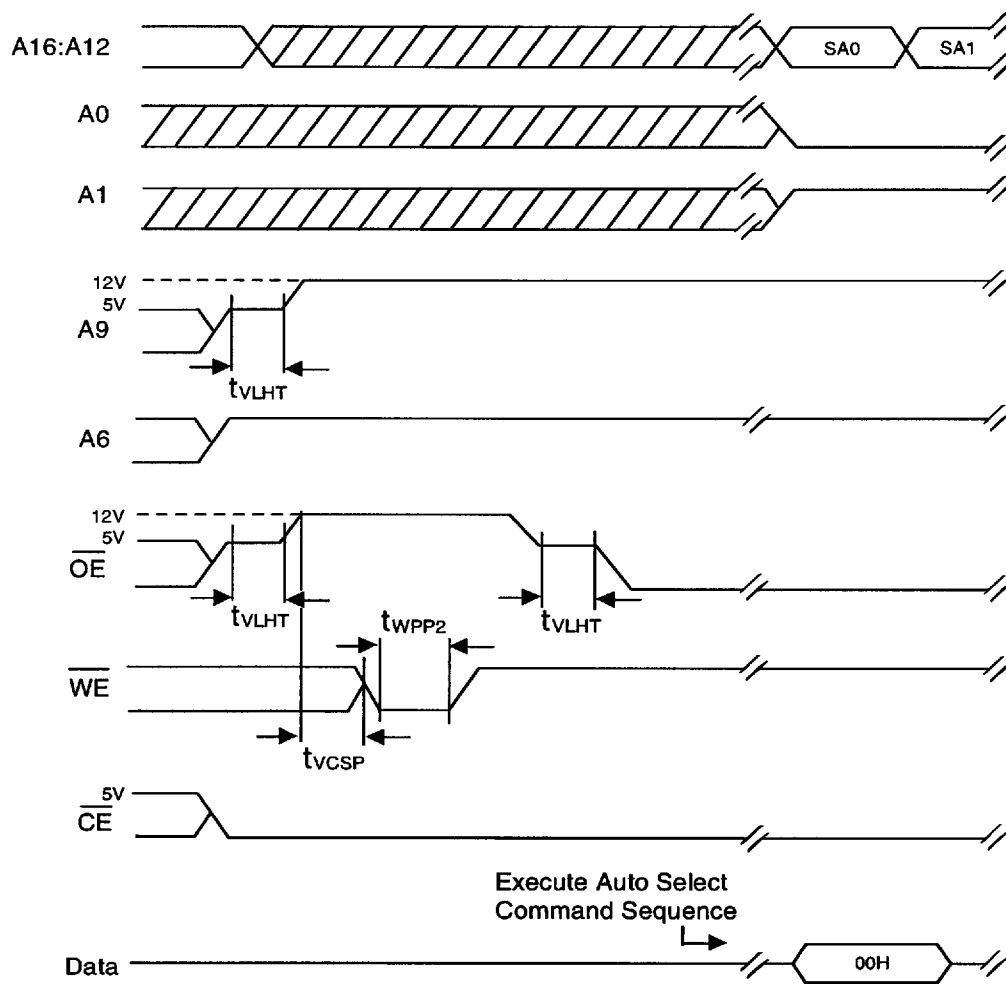 A16:A12
SA0
SA1
A0
A1
12V
5V
A9
tVLHT
A6
12V
5V
OE
tVLHT
tWPP2
tVLHT
WE
tVCSP
5V
CE
Execute Auto Select
Command Sequence
Data
00H